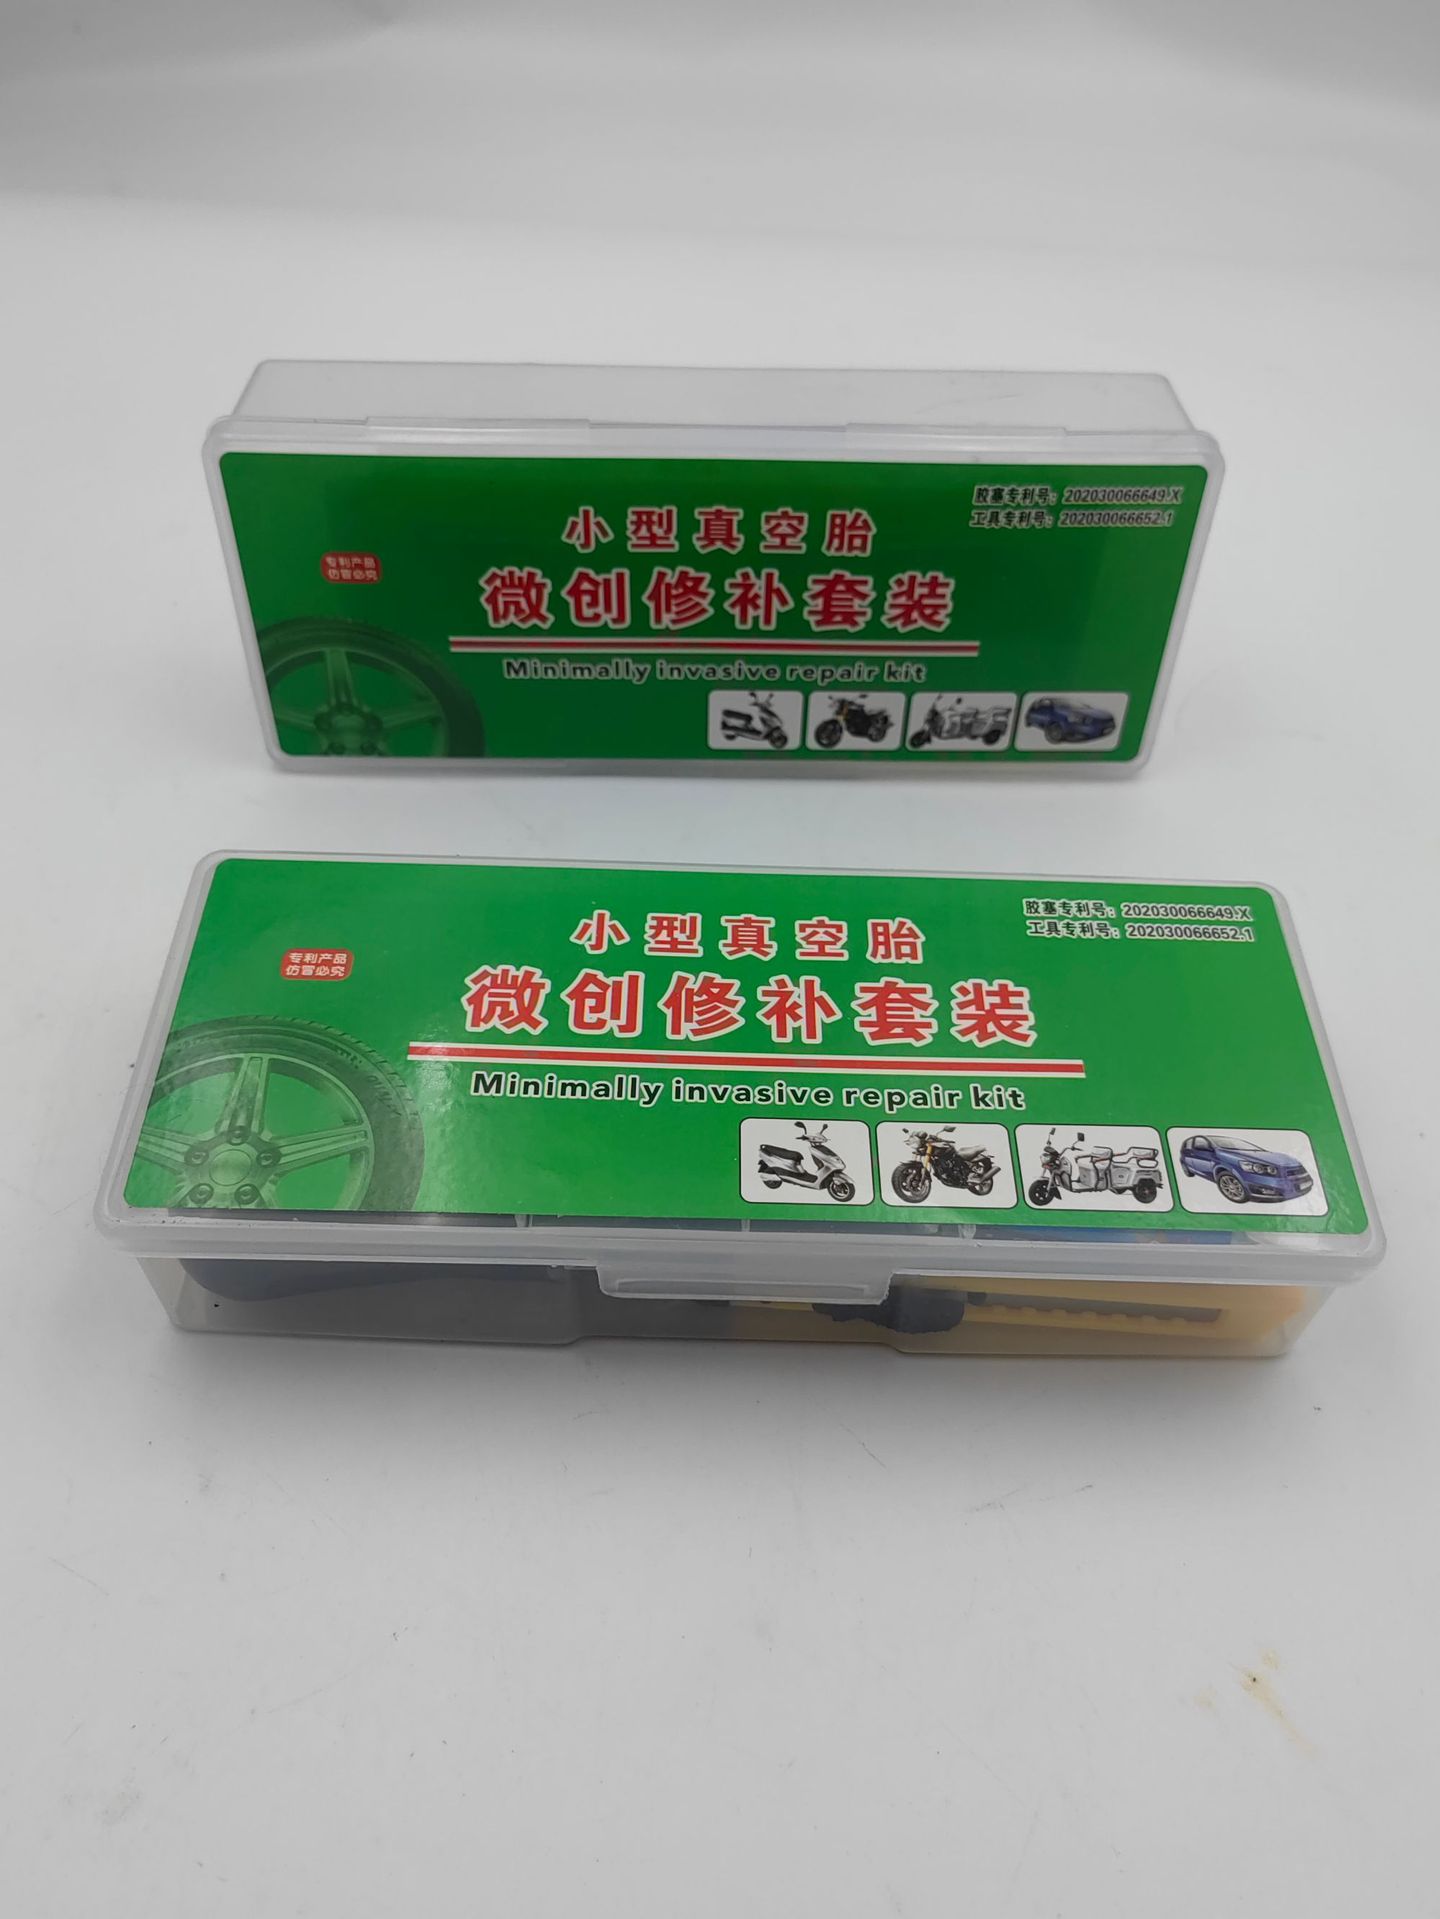 胶塞专利号：202030066649.X
工具专利号：202030066652.1
小型真空胎
专利产品
仿冒必究
微创修补套装
Minimally invasive repair kit
胶塞专利号：202030066649.X
工具专利号：202030066652.1
小型真空胎
专利产品
仿冒必究
微创修补套装
Minimally invasive repair kit